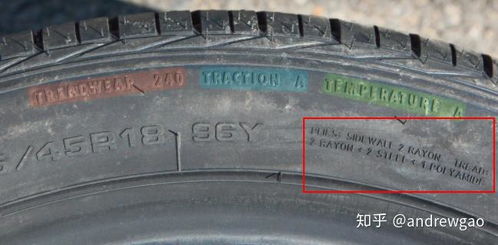 TREADWEAR 240 TRACTION A TEMPERATURE A
/45R18 96Y
PLIES: SIDEWALL 2 RAYON TREAD:
2 RAYON + 2 STEEL + 1 POLYAMIDE
知乎 @andrewgao